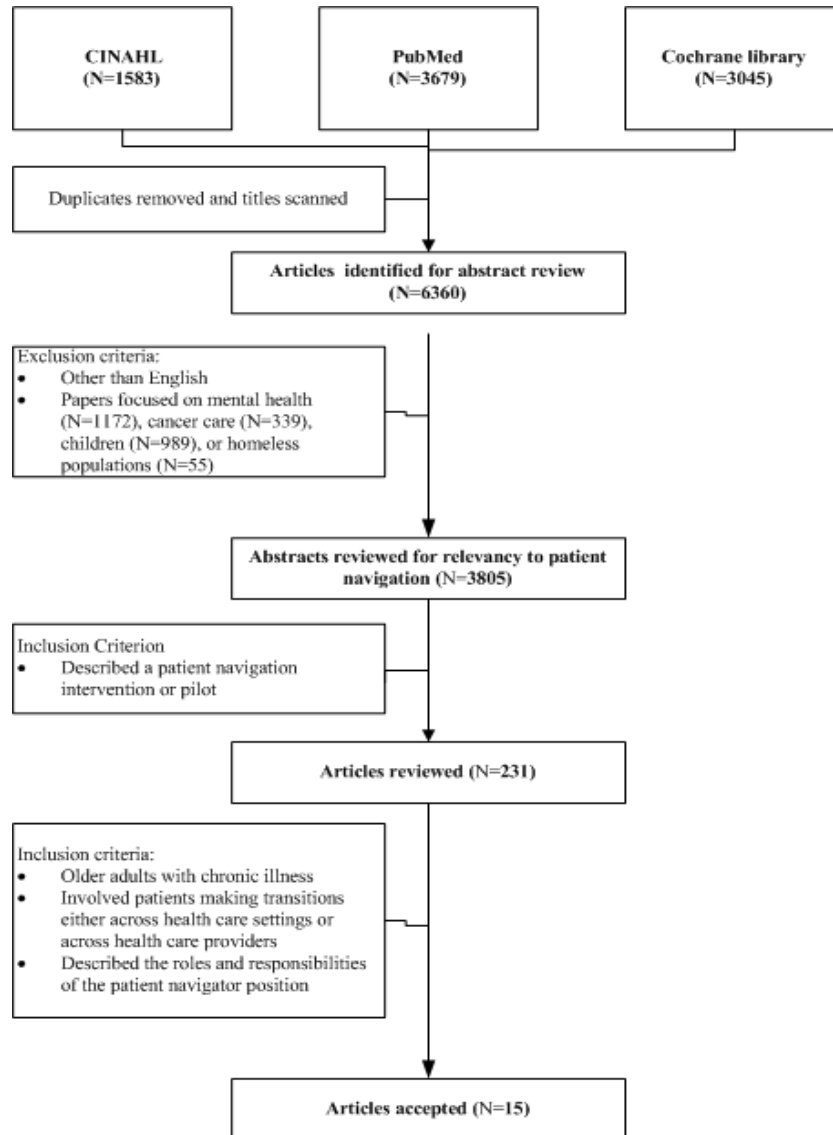 CINAHL
(N=1583)
PubMed
(N=3679)
Cochrane library
(N=3045)
Duplicates removed and titles scanned
Articles identified for abstract review
(N=6360)
Exclusion criteria:
• Other than English
• Papers focused on mental health
(N=1172), cancer care (N=339),
children (N=989), or homeless
populations (N=55)
Abstracts reviewed for relevancy to patient
navigation (N=3805)
Inclusion Criterion
• Described a patient navigation
intervention or pilot
Articles reviewed (N=231)
Inclusion criteria:
• Older adults with chronic illness
• Involved patients making transitions
either across health care settings or
across health care providers
• Described the roles and responsibilities
of the patient navigator position
Articles accepted (N=15)